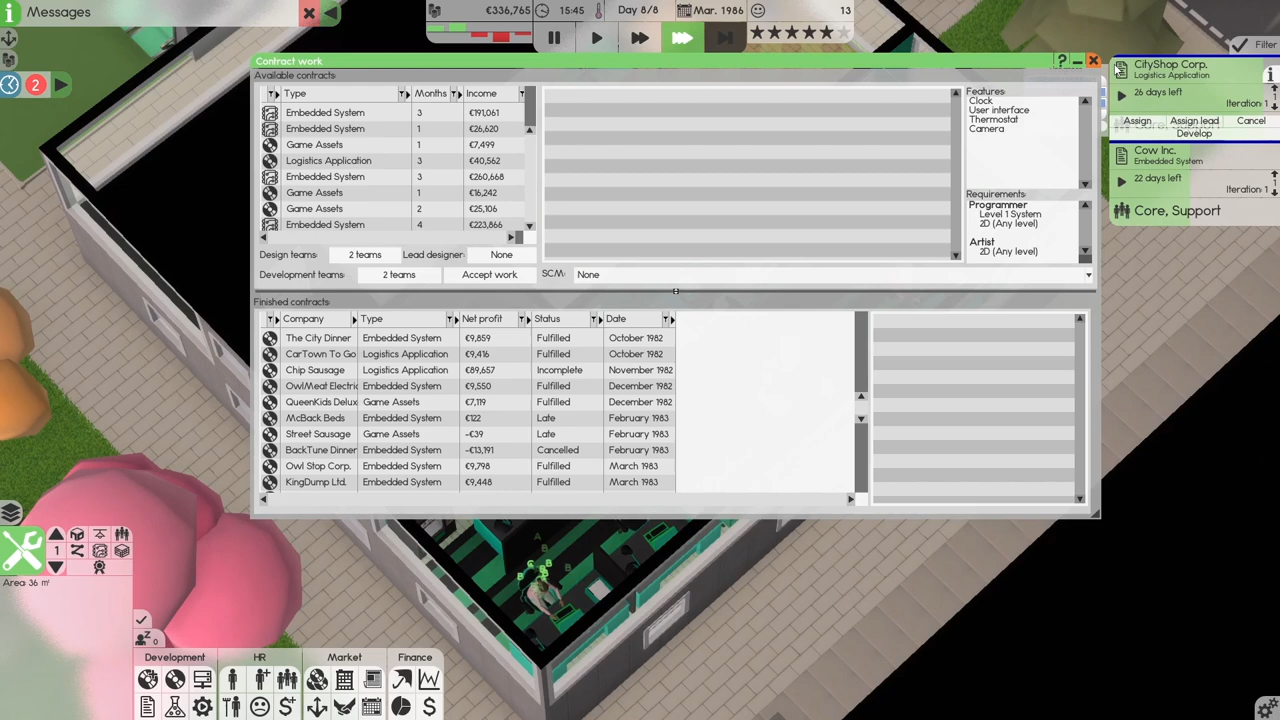 Messages
€336,765
15:45
Day 8/8
Mar. 1986
13
Filter
2
Contract work
Available contracts:
Type Months Income
Embedded System 3 €191,061
Embedded System 1 €26,620
Game Assets 1 €7,499
Logistics Application 3 €40,562
Embedded System 3 €260,668
Game Assets 1 €16,242
Game Assets 2 €25,106
Embedded System 4 €223,866
Features:
Clock
User interface
Thermostat
Camera
Requirements:
Programmer
Level 1 System
2D (Any level)
Artist
2D (Any level)
Design teams: 2 teams Lead designer: None
Development teams: 2 teams Accept work SCM: None
Finished contracts:
Company Type Net profit Status Date
The City Dinner Embedded System €9,859 Fulfilled October 1982
CarTown To Go Logistics Application €9,416 Fulfilled October 1982
Chip Sausage Logistics Application €89,657 Incomplete November 1982
OwlMeat Electric Embedded System €9,550 Fulfilled December 1982
QueenKids Delux Game Assets €7,119 Fulfilled December 1982
McBack Beds Embedded System €122 Late February 1983
Street Sausage Game Assets -€39 Late February 1983
BackTune Dinner Embedded System -€13,191 Cancelled February 1983
Owl Stop Corp. Embedded System €9,798 Fulfilled March 1983
KingDump Ltd. Embedded System €9,448 Fulfilled March 1983
CityShop Corp.
Logistics Application
26 days left
Iteration: 1
Assign Assign lead Cancel
Develop
Cow Inc.
Embedded System
22 days left
Iteration: 1
Core, Support
1
Area: 36 m²
0
Development HR Market Finance